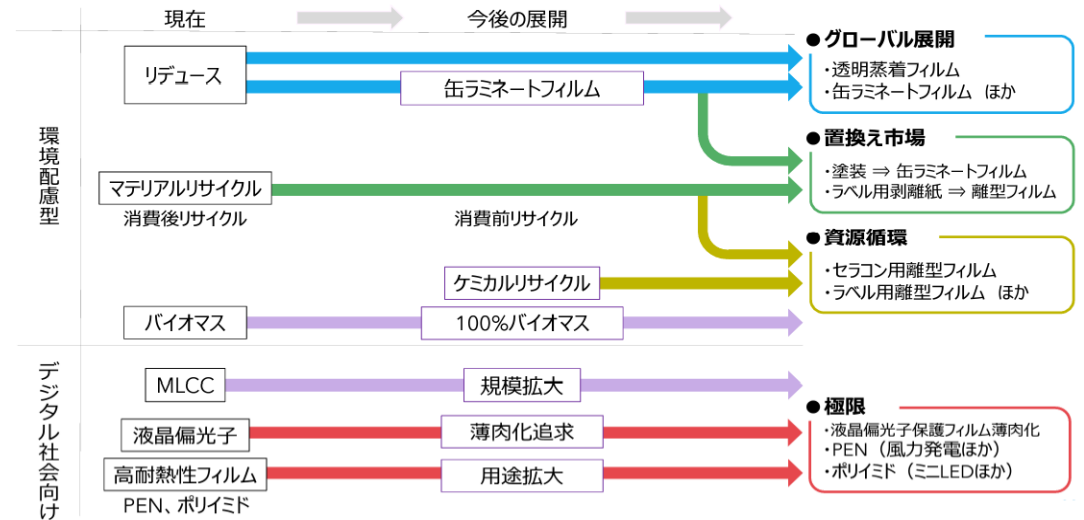 現在
今後の展開
環境配慮型
リデュース
缶ラミネートフィルム
マテリアルリサイクル
消費後リサイクル
消費前リサイクル
ケミカルリサイクル
バイオマス
100%バイオマス
●グローバル展開
・透明蒸着フィルム
・缶ラミネートフィルム ほか
●置換え市場
・塗装 ⇒ 缶ラミネートフィルム
・ラベル用剥離紙 ⇒ 離型フィルム
●資源循環
・セラコン用離型フィルム
・ラベル用離型フィルム ほか
デジタル社会向け
MLCC
規模拡大
液晶偏光子
薄肉化追求
高耐熱性フィルム
用途拡大
PEN、ポリイミド
●極限
・液晶偏光子保護フィルム薄肉化
・PEN（風力発電ほか）
・ポリイミド（ミニLEDほか）